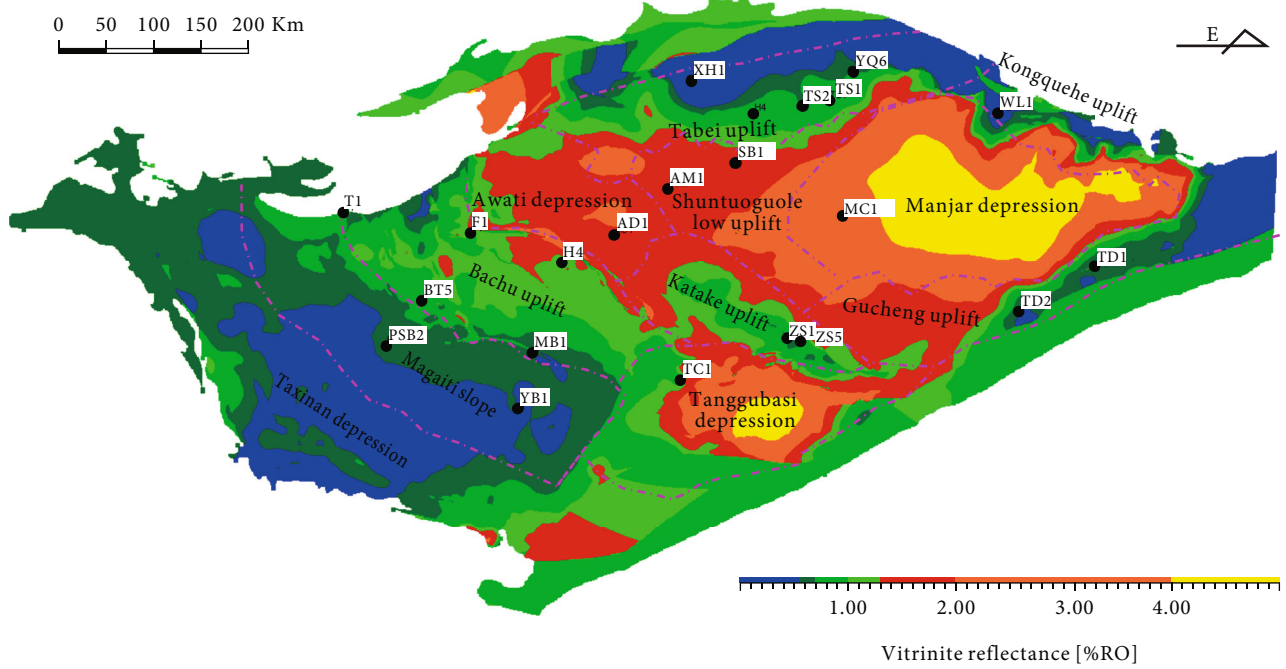 0 50 100 150 200 Km
E
Kongquehe uplift
XH1
YQ6
TS1
TS2
H4
WL1
Tabei uplift
SB1
AM1
T1
Awati depression
Shuntuoguole
low uplift
MC1
Manjar depression
F1
AD1
H4
TD1
Bachu uplift
Katake uplift
BT5
Gucheng uplift
TD2
ZS1
ZS5
PSB2
MB1
Magaiti slope
TC1
YB1
Tanggubasi
depression
Taxinan depression
1.00 2.00 3.00 4.00
Vitrinite reflectance [%RO]